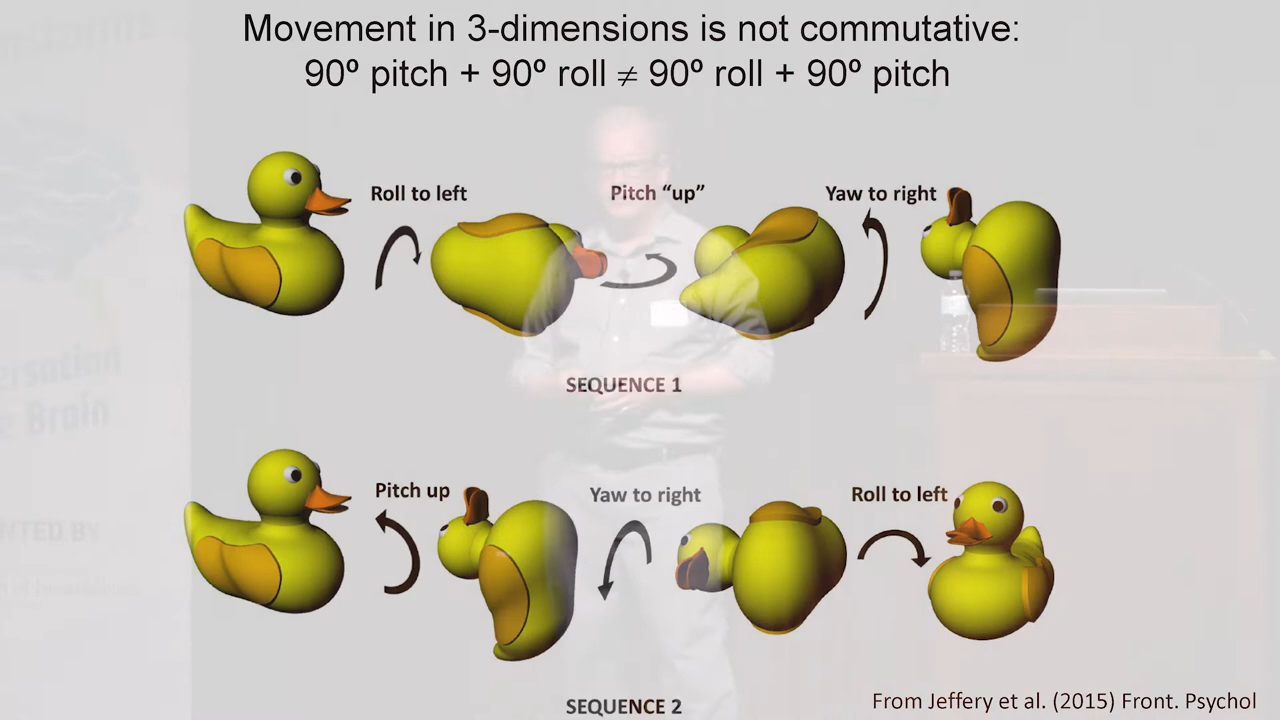 Movement in 3-dimensions is not commutative:
90º pitch + 90º roll ≠ 90º roll + 90º pitch
Roll to left
Pitch “up”
Yaw to right
SEQUENCE 1
Pitch up
Yaw to right
Roll to left
SEQUENCE 2
From Jeffery et al. (2015) Front. Psychol
Brain